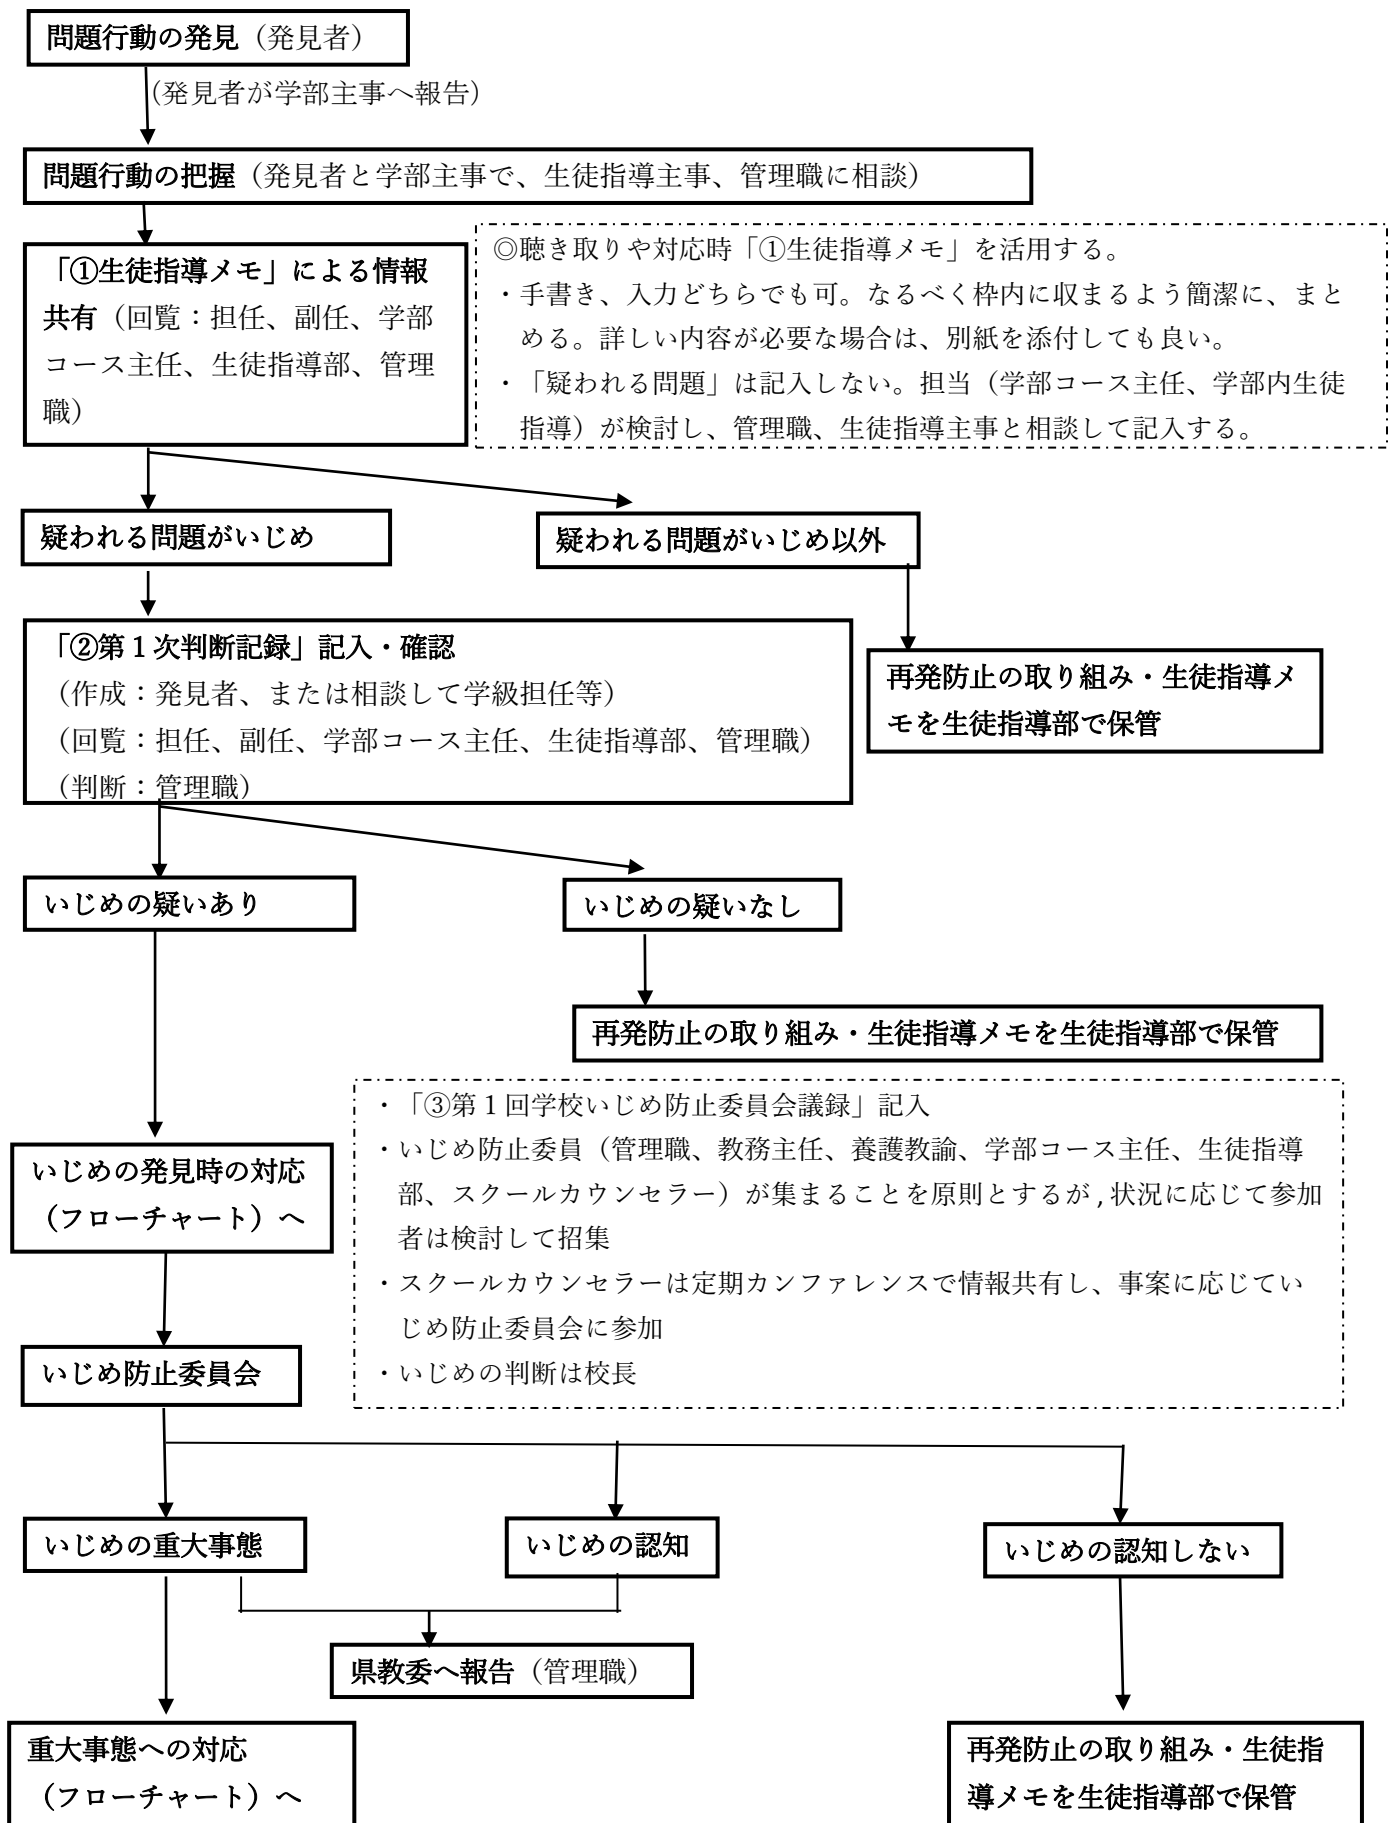 問題行動の発見（発見者）
（発見者が学部主事へ報告）
問題行動の把握（発見者と学部主事で、生徒指導主事、管理職に相談）
「①生徒指導メモ」による情報
共有（回覧：担任、副任、学部
コース主任、生徒指導部、管理
職）
◎聴き取りや対応時「①生徒指導メモ」を活用する。
・手書き、入力どちらでも可。なるべく枠内に収まるよう簡潔に、まと
める。詳しい内容が必要な場合は、別紙を添付しても良い。
・「疑われる問題」は記入しない。担当（学部コース主任、学部内生徒
指導）が検討し、管理職、生徒指導主事と相談して記入する。
疑われる問題がいじめ
疑われる問題がいじめ以外
「②第１次判断記録」記入・確認
（作成：発見者、または相談して学級担任等）
（回覧：担任、副任、学部コース主任、生徒指導部、管理職）
（判断：管理職）
再発防止の取り組み・生徒指導メ
モを生徒指導部で保管
いじめの疑いあり
いじめの疑いなし
再発防止の取り組み・生徒指導メモを生徒指導部で保管
・「③第１回学校いじめ防止委員会議録」記入
・いじめ防止委員（管理職、教務主任、養護教諭、学部コース主任、生徒指導
部、スクールカウンセラー）が集まることを原則とするが，状況に応じて参加
者は検討して招集
・スクールカウンセラーは定期カンファレンスで情報共有し、事案に応じてい
じめ防止委員会に参加
・いじめの判断は校長
いじめの発見時の対応
（フローチャート）へ
いじめ防止委員会
いじめの重大事態
いじめの認知
いじめの認知しない
県教委へ報告（管理職）
重大事態への対応
（フローチャート）へ
再発防止の取り組み・生徒指
導メモを生徒指導部で保管